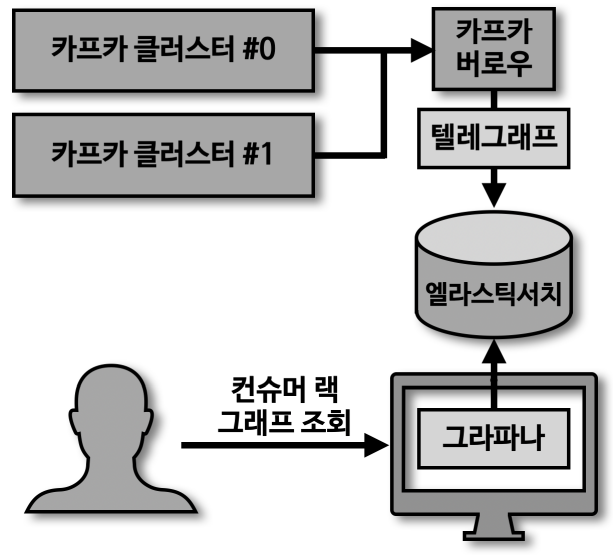 카프카 클러스터 #0
카프카
버로우
카프카 클러스터 #1
텔레그래프
엘라스틱서치
컨슈머 랙
그래프 조회
그라파나